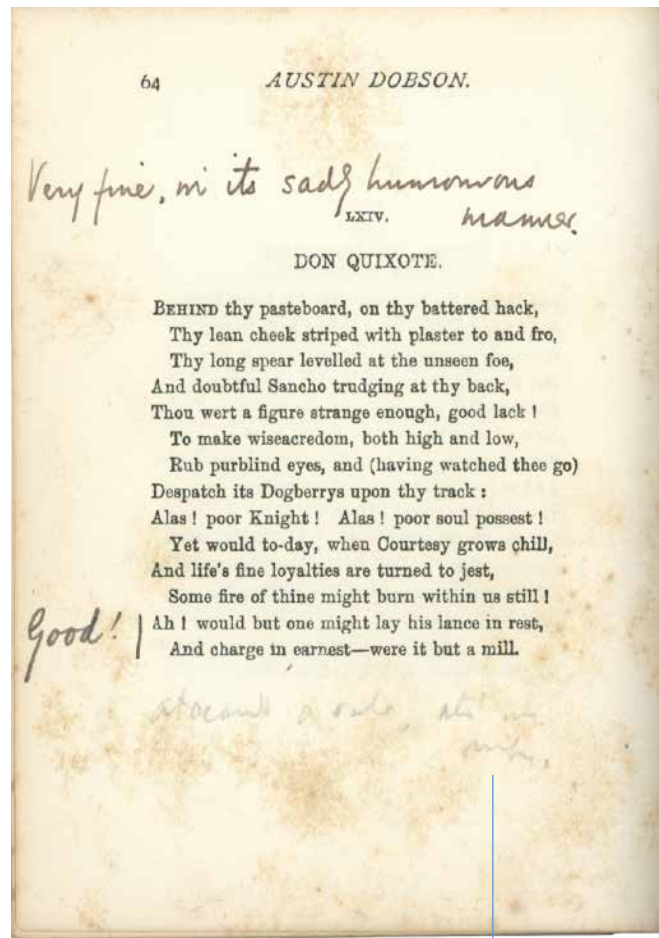 64 AUSTIN DOBSON.
Very fine, in its sadly humourous
manner.
LXIV.
DON QUIXOTE.
BEHIND thy pasteboard, on thy battered hack,
Thy lean cheek striped with plaster to and fro,
Thy long spear levelled at the unseen foe,
And doubtful Sancho trudging at thy back,
Thou wert a figure strange enough, good lack !
To make wiseacredom, both high and low,
Rub purblind eyes, and (having watched thee go)
Despatch its Dogberrys upon thy track :
Alas ! poor Knight ! Alas ! poor soul possest !
Yet would to-day, when Courtesy grows chill,
And life's fine loyalties are turned to jest,
Some fire of thine might burn within us still !
Good! Ah ! would but one might lay his lance in rest,
And charge in earnest—were it but a mill.